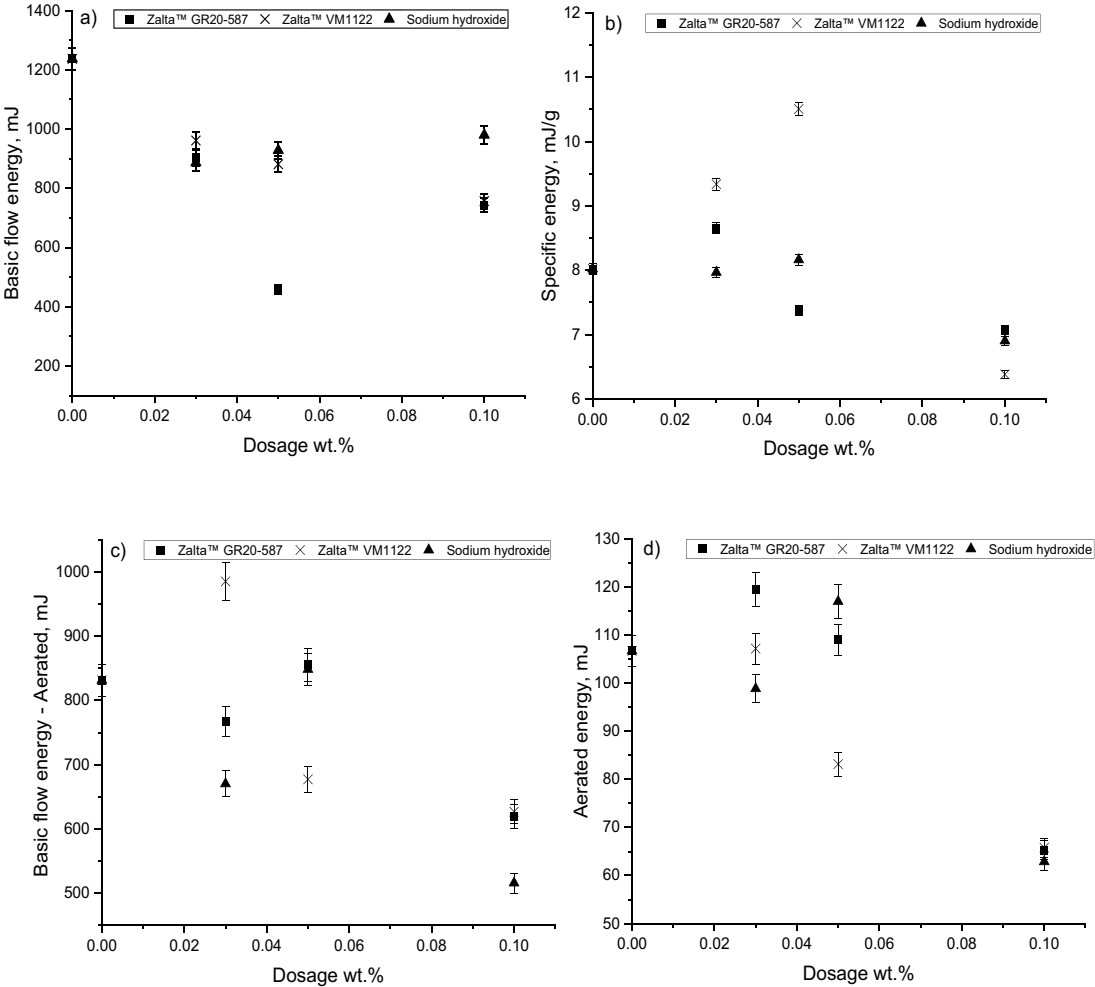 a)
Zalta™ GR20-587 Zalta™ VM1122 Sodium hydroxide
1400
1200
1000
800
600
400
200
Basic flow energy, mJ
0.00 0.02 0.04 0.06 0.08 0.10
Dosage wt.%
b)
Zalta™ GR20-587 Zalta™ VM1122 Sodium hydroxide
12
11
10
9
8
7
6
Specific energy, mJ/g
0.00 0.02 0.04 0.06 0.08 0.10
Dosage wt.%
c)
Zalta™ GR20-587 Zalta™ VM1122 Sodium hydroxide
1000
900
800
700
600
500
Basic flow energy - Aerated, mJ
0.00 0.02 0.04 0.06 0.08 0.10
Dosage wt.%
d)
Zalta™ GR20-587 Zalta™ VM1122 Sodium hydroxide
130
120
110
100
90
80
70
60
50
Aerated energy, mJ
0.00 0.02 0.04 0.06 0.08 0.10
Dosage wt.%